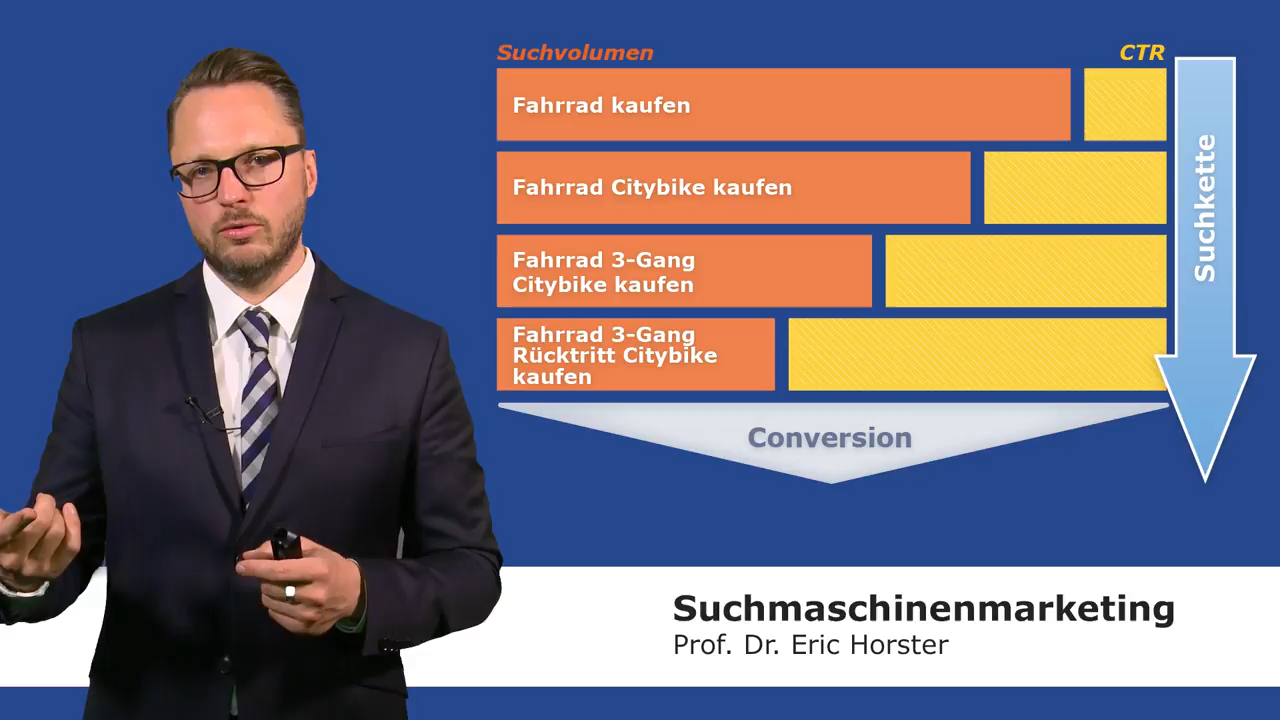 Suchvolumen
CTR
Fahrrad kaufen
Fahrrad Citybike kaufen
Fahrrad 3-Gang
Citybike kaufen
Fahrrad 3-Gang
Rücktritt Citybike
kaufen
Suchkette
Conversion
Suchmaschinenmarketing
Prof. Dr. Eric Horster